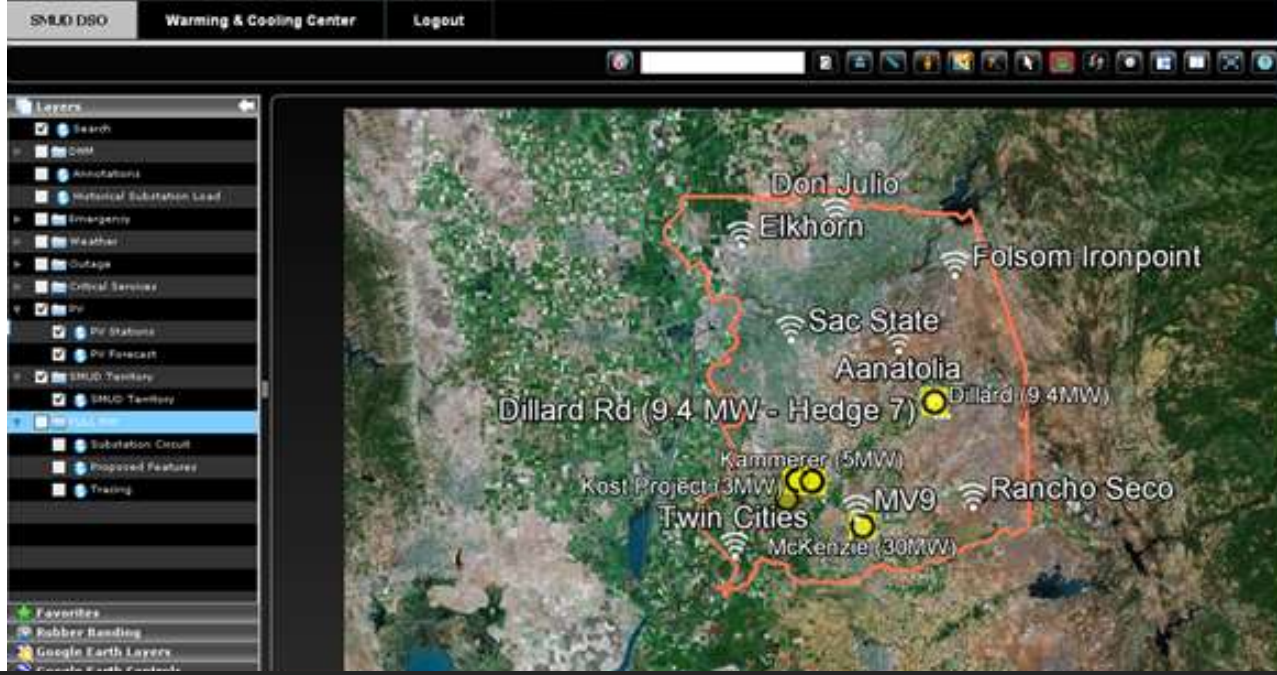 SMUD DSO
Warming & Cooling Center
Logout
Layers
Search
Annotations
Historical Substation Load
Emergency
Weather
Outage
Critical Services
PV
PV Stations
PV Forecast
SMUD Territory
SMUD Territory
Substation Circuit
Proposed Features
Tracing
Favorites
Rubber Banding
Google Earth Layers
Google Earth Controls
Don Julio
Elkhorn
Folsom Ironpoint
Sac State
Aanatolia
Dillard (9.4MW)
Dillard Rd (9.4 MW - Hedge 7)
Kammerer (5MW)
Kost Project (3MW)
MV9
Rancho Seco
Twin Cities
McKenzie (30MW)